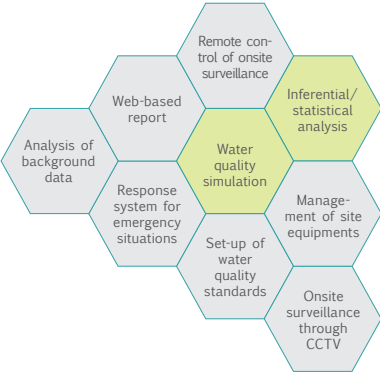 Remote con-
trol of onsite
surveillance
Inferential/
statistical
analysis
Web-based
report
Analysis of
background
data
Water
quality
simulation
Response
system for
emergency
situations
Manage-
ment of site
equipments
Set-up of
water
quality
standards
Onsite
surveillance
through
CCTV